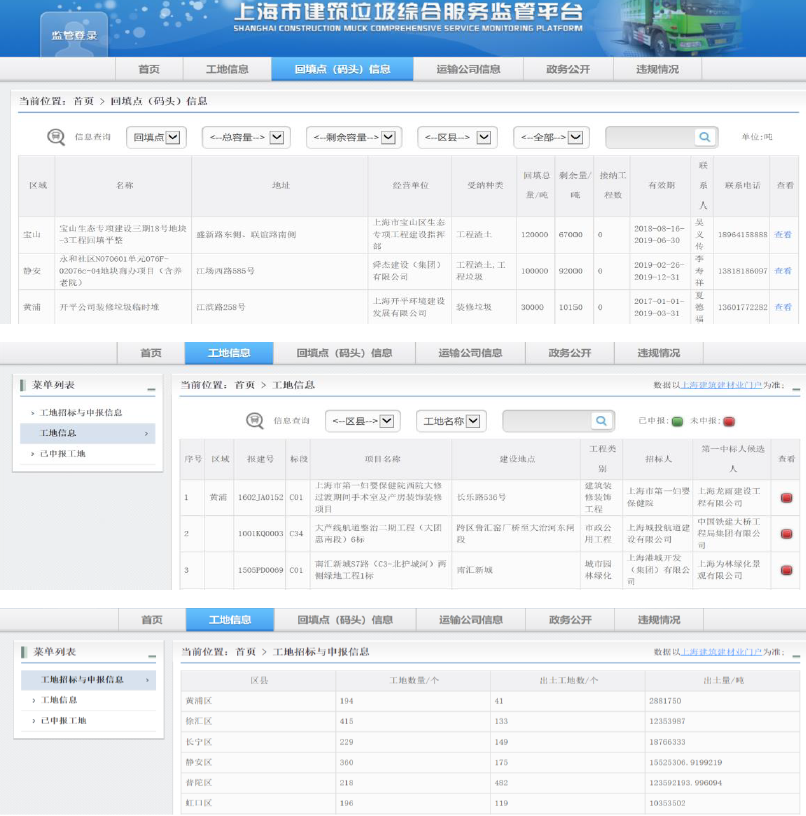 上海市建筑垃圾综合服务监管平台
SHANGHAI CONSTRUCTION MUCK COMPREHENSIVE SERVICE MONITORING PLATFORM
监管登录
首页 工地信息 回填点（码头）信息 运输公司信息 政务公开 违规情况
当前位置：首页 > 回填点（码头）信息
信息查询 回填点 <--总容量--> <--剩余容量--> <--区县--> <--全部--> 单位:吨
区域 名称 地址 经营单位 受纳种类 回填总量/吨 剩余量/吨 接纳工程数 有效期 联系人 联系电话 查看
宝山 宝山生态专项建设三期18号地块-3工程回填平整 盛新路东侧、联谊路南侧 上海市宝山区生态专项工程建设指挥部 工程渣土 120000 67000 0 2018-08-16-2019-06-30 吴义传 18964158888 查看
静安 永和社区N070601单元076F-02076c-04地块商办项目（含养老院） 江场西路585号 舜杰建设（集团）有限公司 工程渣土,工程垃圾 100000 92000 0 2019-02-26-2019-12-31 李寿祥 13818186097 查看
黄浦 开平公司装修垃圾临时堆 江滨路258号 上海开平环境建设发展有限公司 装修垃圾 30000 10150 0 2017-01-01-2019-03-31 夏德福 13601772282 查看
首页 工地信息 回填点（码头）信息 运输公司信息 政务公开 违规情况
菜单列表
工地招标与申报信息
工地信息
已申报工地
当前位置：首页 > 工地信息 数据以上海建筑建材业门户为准；
信息查询 <--区县--> 工地名称 已申报: 未申报:
序号 区域 报建号 标段 项目名称 建设地点 工程类别 招标人 第一中标人候选人 查看
1 黄浦 1602JA0152 C01 上海市第一妇婴保健院西院大修过渡期间手术室及产房装饰装修项目 长乐路536号 建筑装修装饰工程 上海市第一妇婴保健院 上海龙雨建设工程有限公司
2 1001KQ0003 C34 大芦线航道整治二期工程（大团惠南段）6标 跨区曹汇窑厂桥至大治河东闸段 市政公用工程 上海城投航道建设有限公司 中国铁建大桥工程局集团有限公司
3 1505PD0069 C01 南汇新城S7路（C3-北护城河）两侧绿地工程1标 南汇新城 城市园林绿化 上海港城开发（集团）有限公司 上海为林绿化景观有限公司
首页 工地信息 回填点（码头）信息 运输公司信息 政务公开 违规情况
菜单列表
工地招标与申报信息
工地信息
已申报工地
当前位置：首页 > 工地招标与申报信息 数据以上海建筑建材业门户为准；
区县 工地数量/个 出土工地数/个 出土量/吨
黄浦区 194 41 2881750
徐汇区 415 133 12353987
长宁区 229 149 18766333
静安区 360 175 15525306.9199219
普陀区 218 482 123592193.996094
虹口区 196 119 10353502